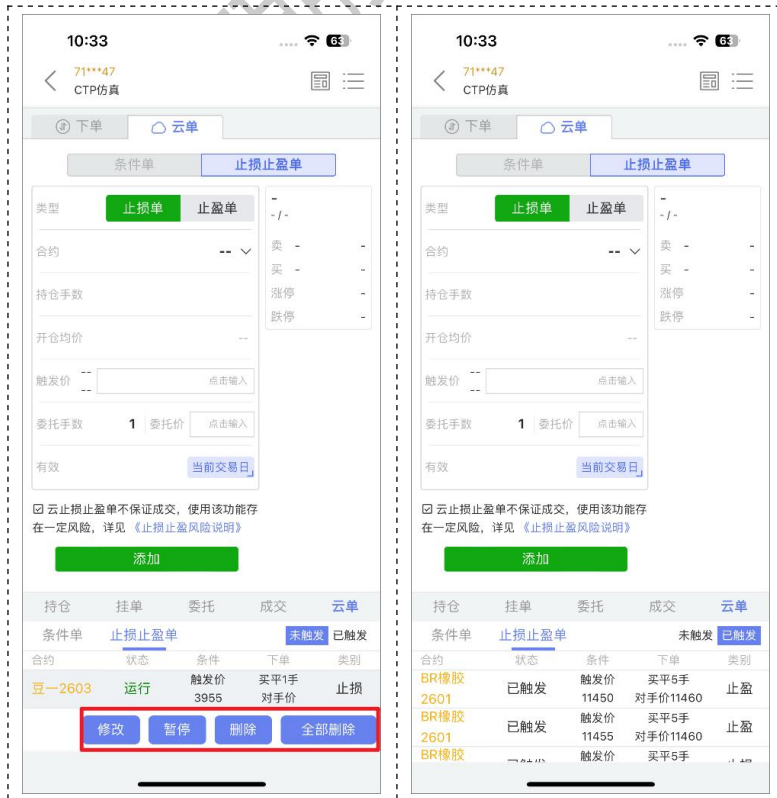 10:33
63
71***47
CTP仿真
下单
云单
条件单
止损止盈单
类型
止损单
止盈单
-
- / -
合约
--
卖 - -
买 - -
持仓手数
涨停 -
跌停 -
开仓均价
--
触发价
--
--
点击输入
委托手数
1
委托价
点击输入
有效
当前交易日
云止损止盈单不保证成交，使用该功能存
在一定风险，详见《止损止盈风险说明》
添加
持仓 挂单 委托 成交 云单
条件单 止损止盈单 未触发 已触发
合约 状态 条件 下单 类别
豆一2603 运行 触发价 买平1手 止损
3955 对手价
修改 暂停 删除 全部删除
10:33
63
71***47
CTP仿真
下单
云单
条件单
止损止盈单
类型
止损单
止盈单
-
- / -
合约
--
卖 - -
买 - -
持仓手数
涨停 -
跌停 -
开仓均价
--
触发价
--
--
点击输入
委托手数
1
委托价
点击输入
有效
当前交易日
云止损止盈单不保证成交，使用该功能存
在一定风险，详见《止损止盈风险说明》
添加
持仓 挂单 委托 成交 云单
条件单 止损止盈单 未触发 已触发
合约 状态 条件 下单 类别
BR橡胶 已触发 触发价 买平5手 止盈
2601 11450 对手价11460
BR橡胶 已触发 触发价 买平5手 止盈
2601 11455 对手价11460
BR橡胶 触发价 买平5手